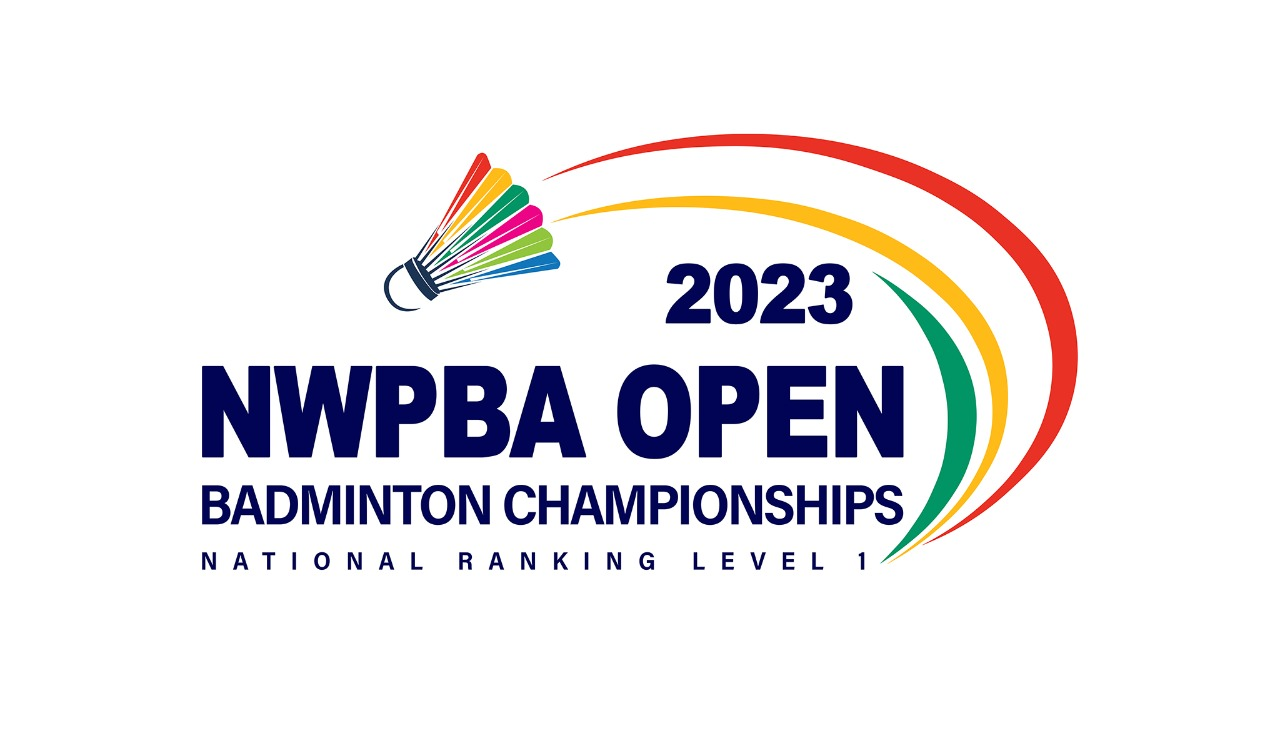 2023
NWPBA OPEN
BADMINTON CHAMPIONSHIPS
NATIONAL RANKING LEVEL 1